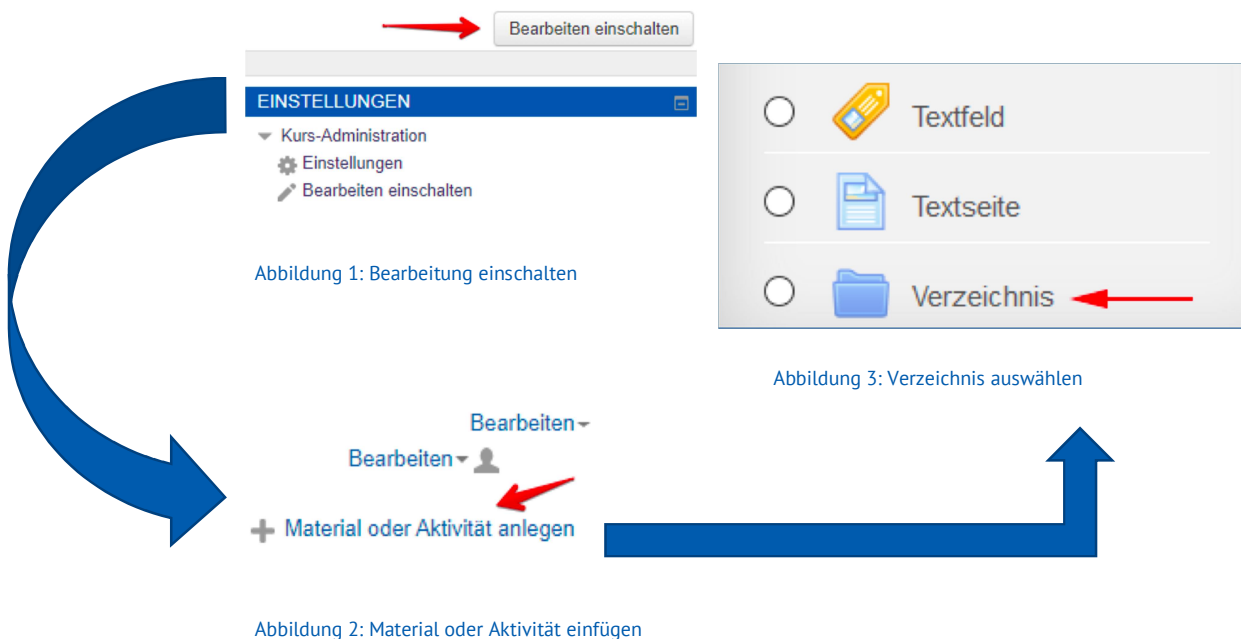 Bearbeiten einschalten
EINSTELLUNGEN
Kurs-Administration
Einstellungen
Bearbeiten einschalten
Abbildung 1: Bearbeitung einschalten
Bearbeiten
Bearbeiten
Material oder Aktivität anlegen
Abbildung 2: Material oder Aktivität einfügen
Textfeld
Textseite
Verzeichnis
Abbildung 3: Verzeichnis auswählen